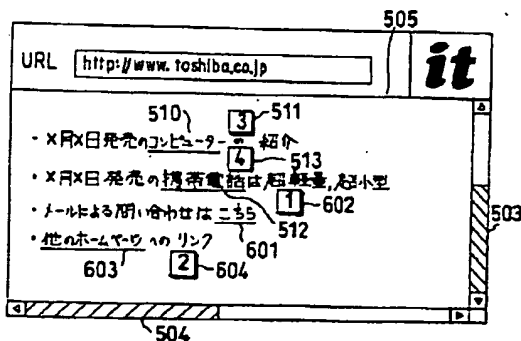 505
URL http://www.toshiba.co.jp it
510 3 511
・X月X日発売のコンピューターの紹介
4 513
・X月X日発売の携帯電話は超軽量,超小型
1 602
・メールによる問い合わせはこちら 512 503
601
・他のホームページへのリンク
603 2 604
504